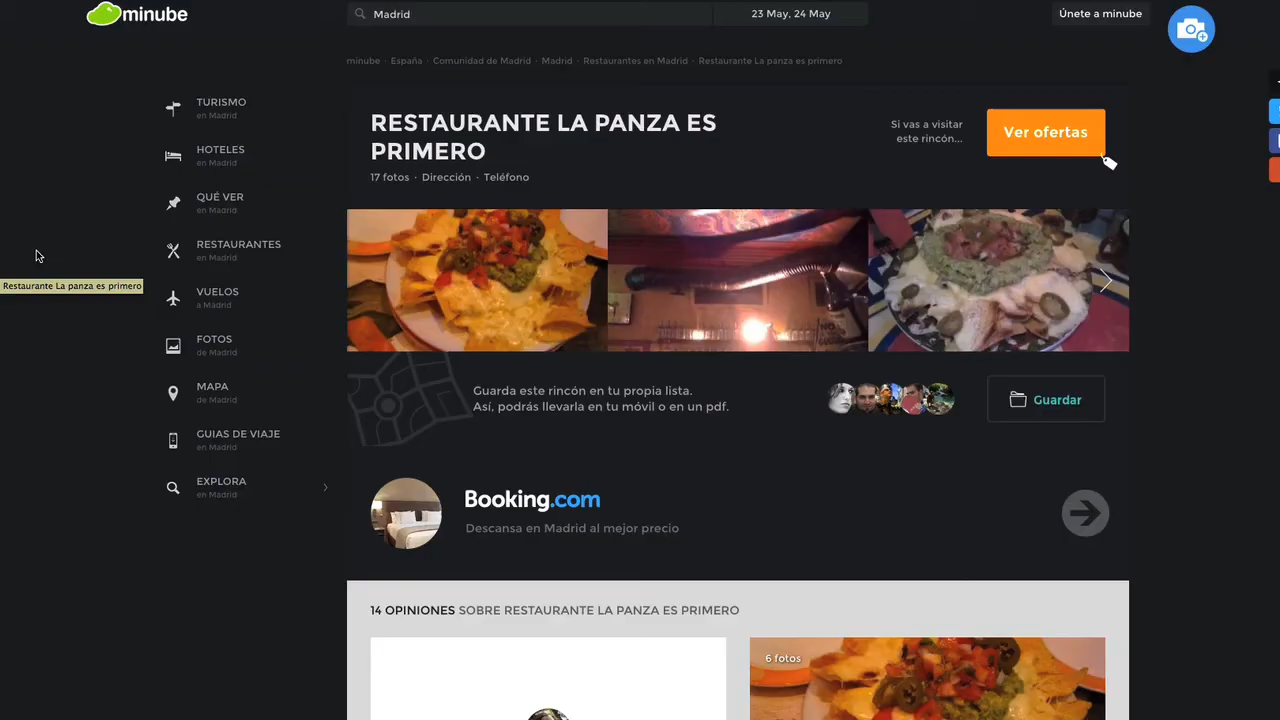 minube
Madrid
23 May, 24 May
Únete a minube
minube · España · Comunidad de Madrid · Madrid · Restaurantes en Madrid · Restaurante La panza es primero
TURISMO
en Madrid
HOTELES
en Madrid
QUÉ VER
en Madrid
RESTAURANTES
en Madrid
VUELOS
a Madrid
FOTOS
de Madrid
MAPA
de Madrid
GUIAS DE VIAJE
en Madrid
EXPLORA
en Madrid
Restaurante La panza es primero
RESTAURANTE LA PANZA ES
PRIMERO
17 fotos · Dirección · Teléfono
Si vas a visitar
este rincón...
Ver ofertas
Guarda este rincón en tu propia lista.
Así, podrás llevarla en tu móvil o en un pdf.
Guardar
Booking.com
Descansa en Madrid al mejor precio
14 OPINIONES SOBRE RESTAURANTE LA PANZA ES PRIMERO
6 fotos